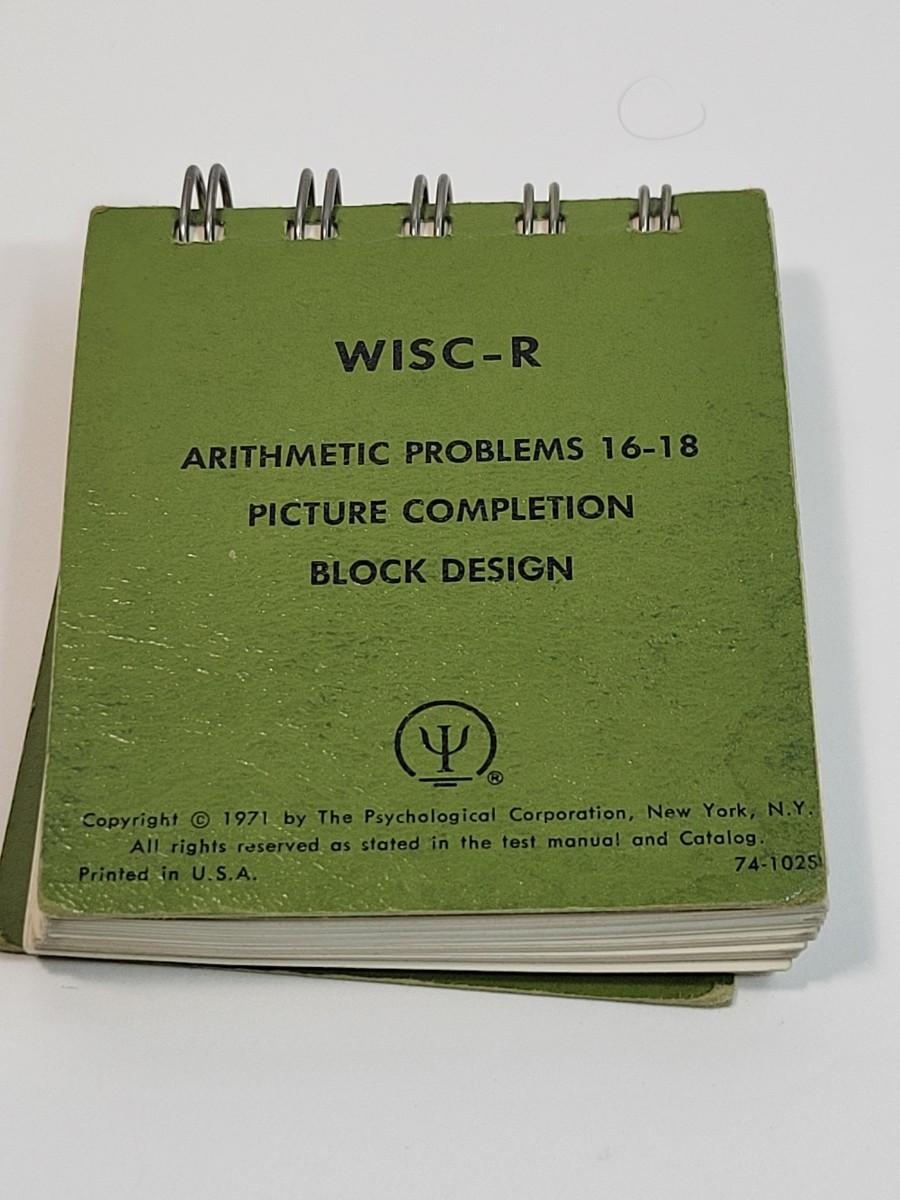 WISC-R
ARITHMETIC PROBLEMS 16-18
PICTURE COMPLETION
BLOCK DESIGN
Ψ
®
Copyright © 1971 by The Psychological Corporation, New York, N.Y.
All rights reserved as stated in the test manual and Catalog.
Printed in U.S.A. 74-102S